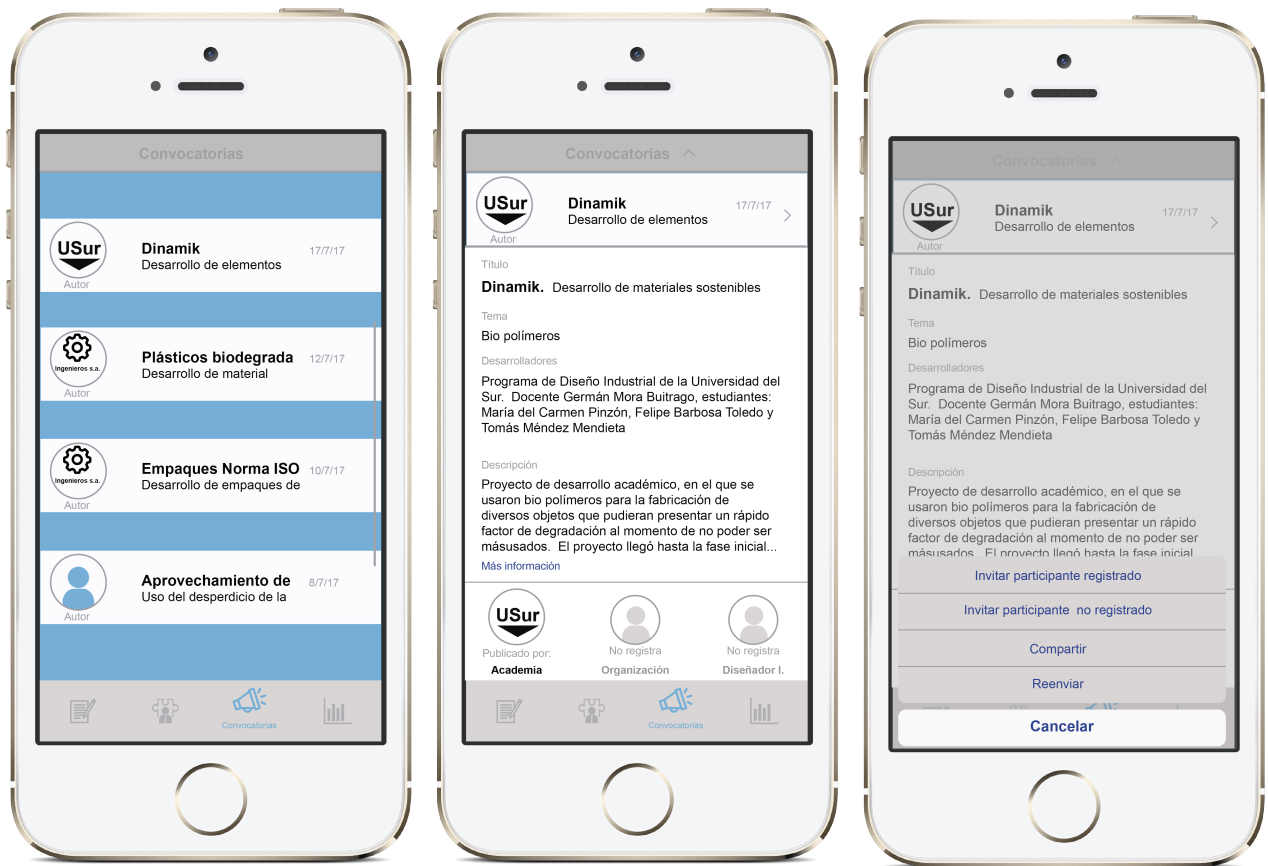 Convocatorias
USur
Autor
Dinamik
17/7/17
Desarrollo de elementos
ingenieros s.a.
Autor
Plásticos biodegrada
12/7/17
Desarrollo de material
ingenieros s.a.
Autor
Empaques Norma ISO
10/7/17
Desarrollo de empaques de
Autor
Aprovechamiento de
8/7/17
Uso del desperdicio de la
Convocatorias
Convocatorias
USur
Autor
Dinamik
17/7/17
Desarrollo de elementos
Título
Dinamik. Desarrollo de materiales sostenibles
Tema
Bio polímeros
Desarrolladores
Programa de Diseño Industrial de la Universidad del
Sur. Docente Germán Mora Buitrago, estudiantes:
María del Carmen Pinzón, Felipe Barbosa Toledo y
Tomás Méndez Mendieta
Descripción
Proyecto de desarrollo académico, en el que se
usaron bio polímeros para la fabricación de
diversos objetos que pudieran presentar un rápido
factor de degradación al momento de no poder ser
másusados. El proyecto llegó hasta la fase inicial...
Más información
USur
Publicado por:
Academia
No registra
Organización
No registra
Diseñador I.
Convocatorias
Convocatorias
USur
Autor
Dinamik
17/7/17
Desarrollo de elementos
Título
Dinamik. Desarrollo de materiales sostenibles
Tema
Bio polímeros
Desarrolladores
Programa de Diseño Industrial de la Universidad del
Sur. Docente Germán Mora Buitrago, estudiantes:
María del Carmen Pinzón, Felipe Barbosa Toledo y
Tomás Méndez Mendieta
Descripción
Proyecto de desarrollo académico, en el que se
usaron bio polímeros para la fabricación de
diversos objetos que pudieran presentar un rápido
factor de degradación al momento de no poder ser
másusados. El proyecto llegó hasta la fase inicial
Invitar participante registrado
Invitar participante no registrado
Compartir
Reenviar
Cancelar